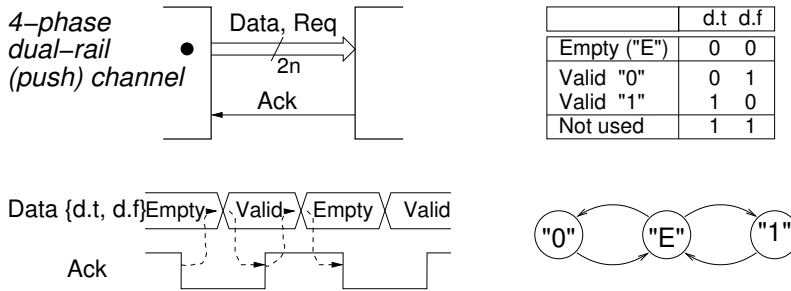 4–phase
dual–rail
(push) channel
Data, Req
2n
Ack
d.t d.f
Empty ("E") 0 0
Valid "0" 0 1
Valid "1" 1 0
Not used 1 1
Data {d.t, d.f} Empty Valid Empty Valid
Ack
"0" "E" "1"